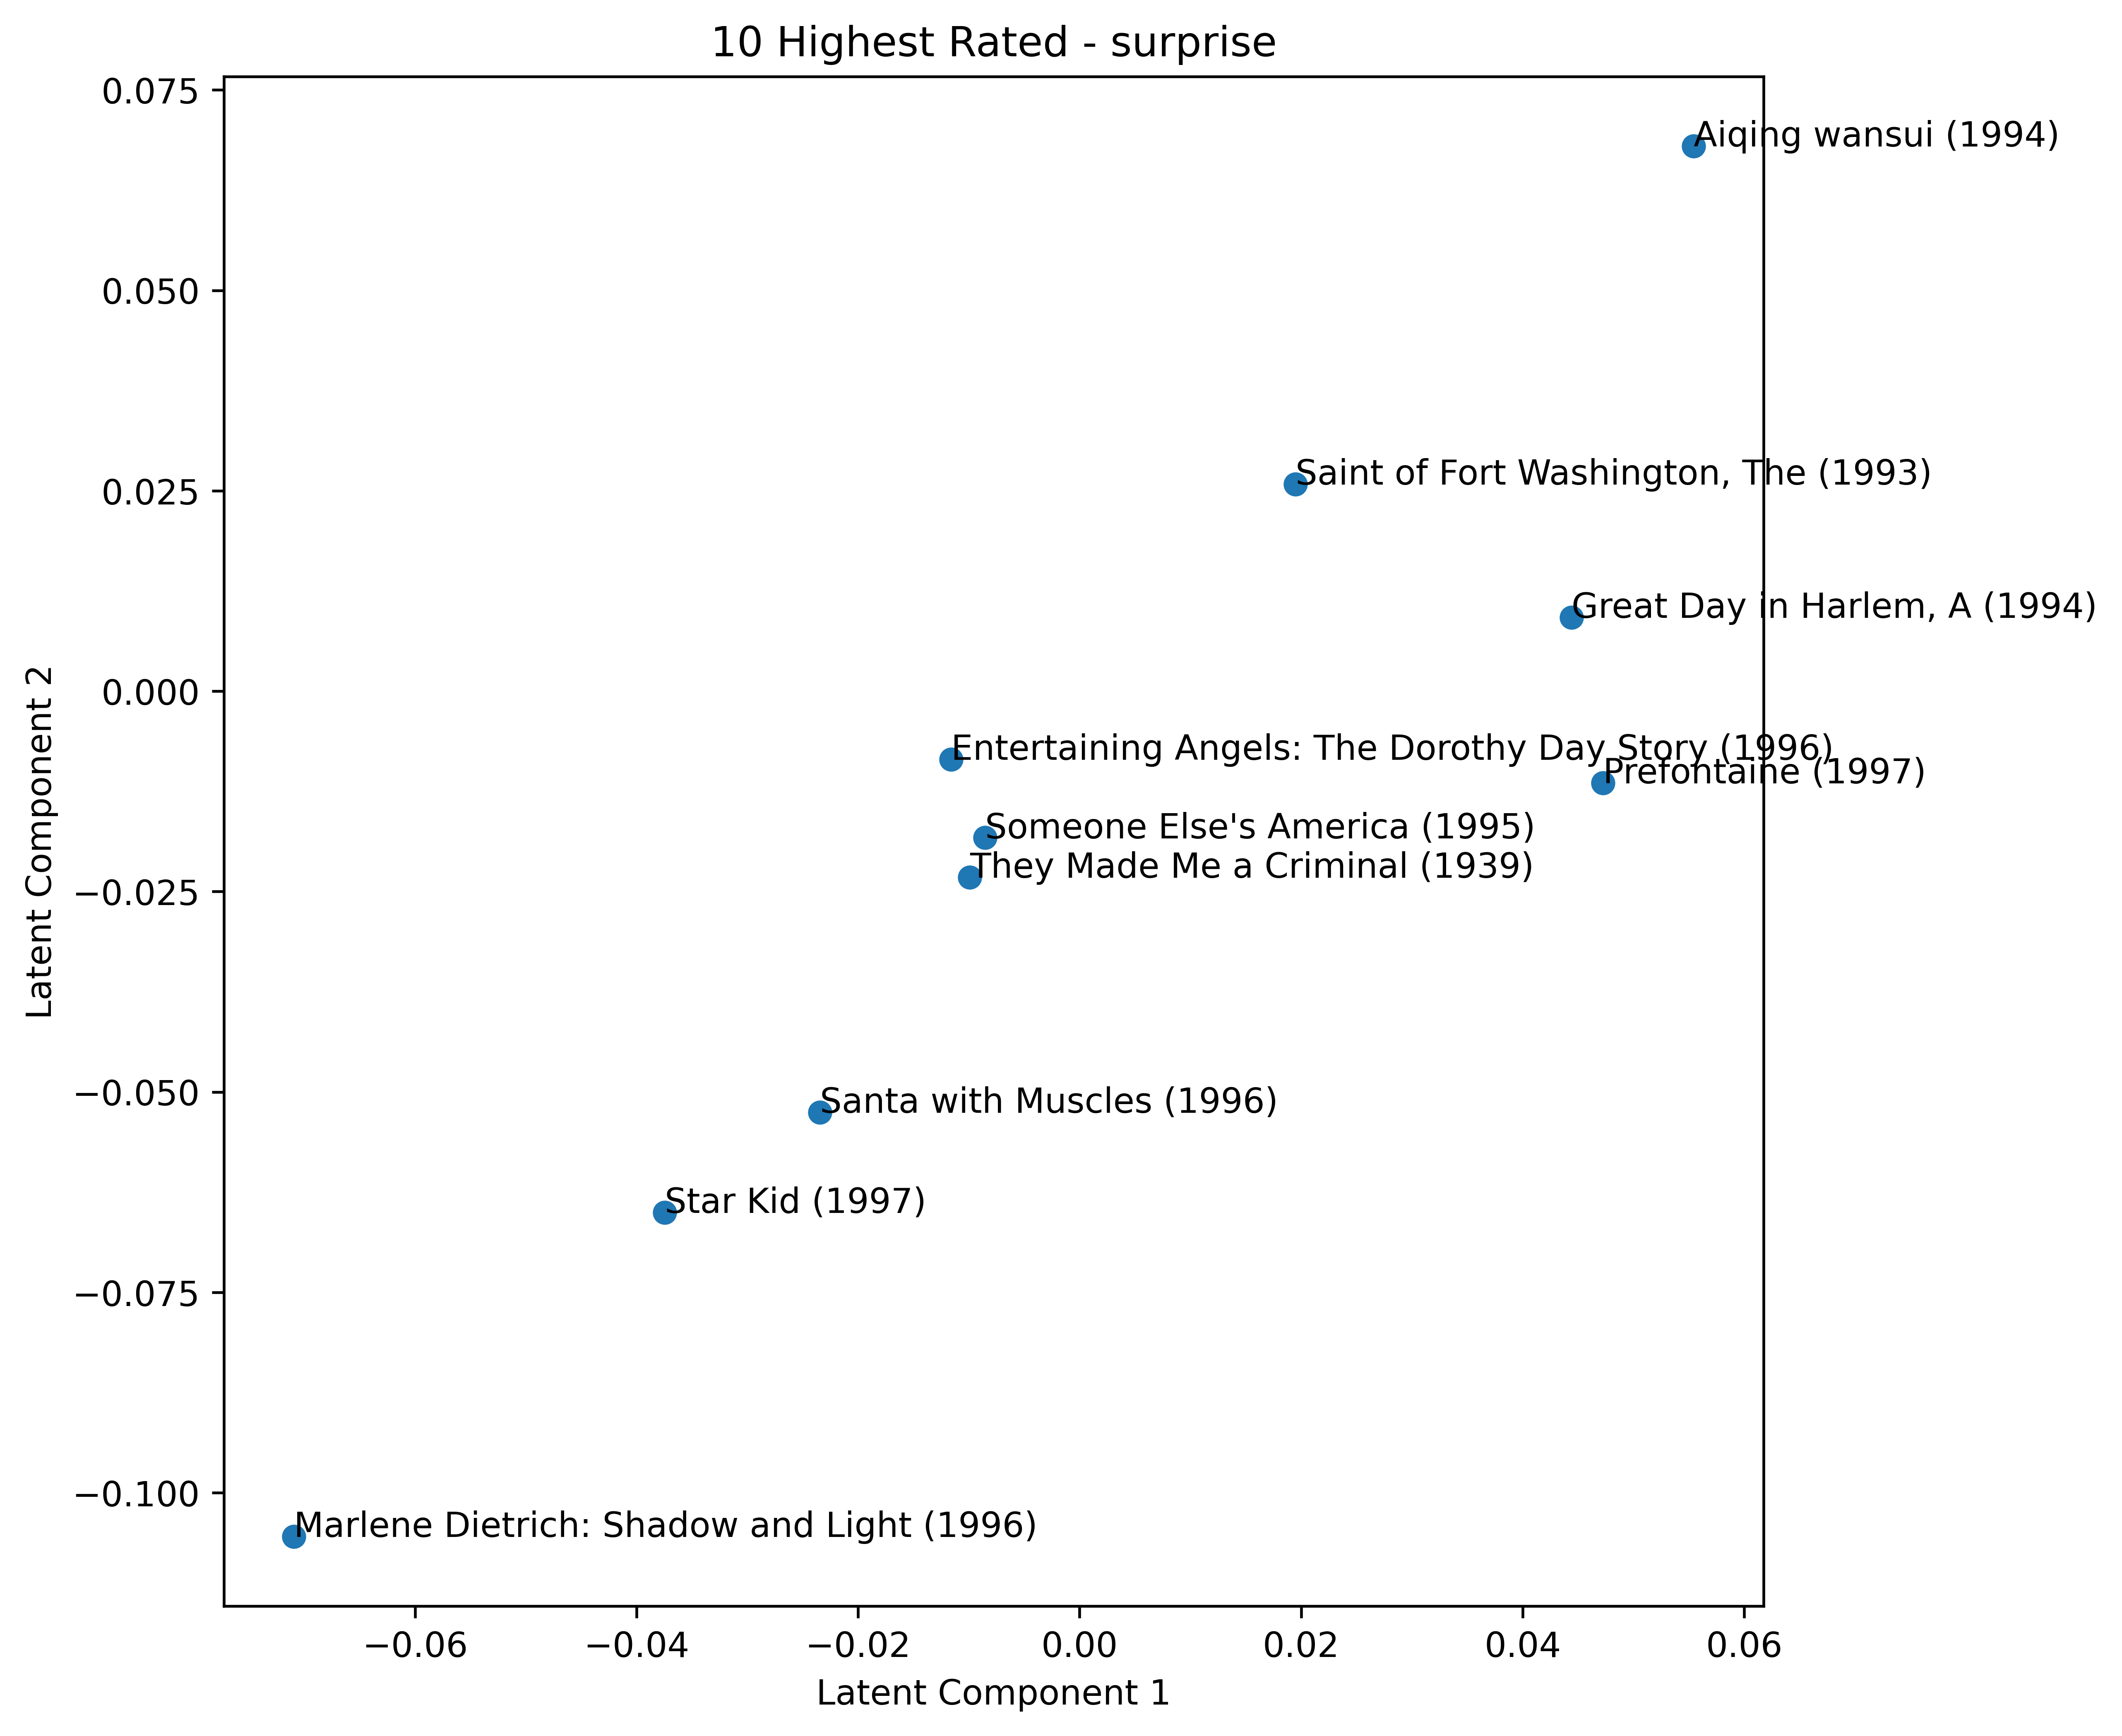 10 Highest Rated - surprise
0.075
Aiqing wansui (1994)
0.050
0.025
Saint of Fort Washington, The (1993)
Great Day in Harlem, A (1994)
0.000
Entertaining Angels: The Dorothy Day Story (1996)
Prefontaine (1997)
Someone Else's America (1995)
They Made Me a Criminal (1939)
−0.025
−0.050
Santa with Muscles (1996)
Star Kid (1997)
−0.075
−0.100
Marlene Dietrich: Shadow and Light (1996)
Latent Component 2
−0.06 −0.04 −0.02 0.00 0.02 0.04 0.06
Latent Component 1